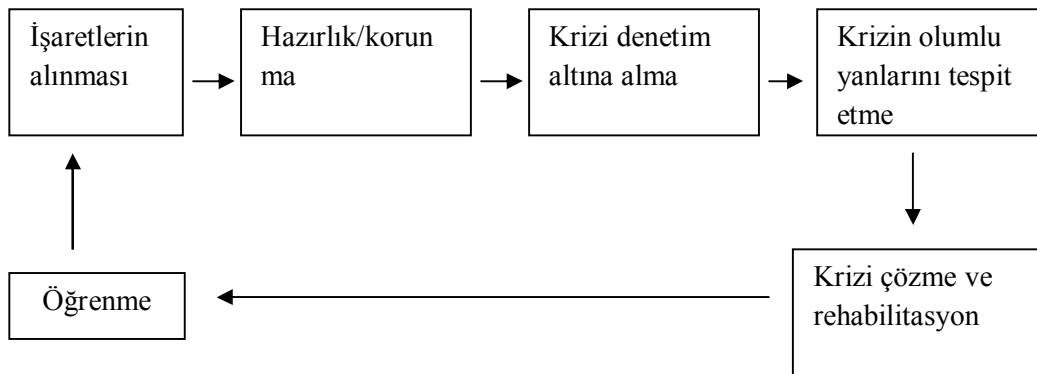 İşaretlerin
alınması
Hazırlık/korun
ma
Krizi denetim
altına alma
Krizin olumlu
yanlarını tespit
etme
Krizi çözme ve
rehabilitasyon
Öğrenme